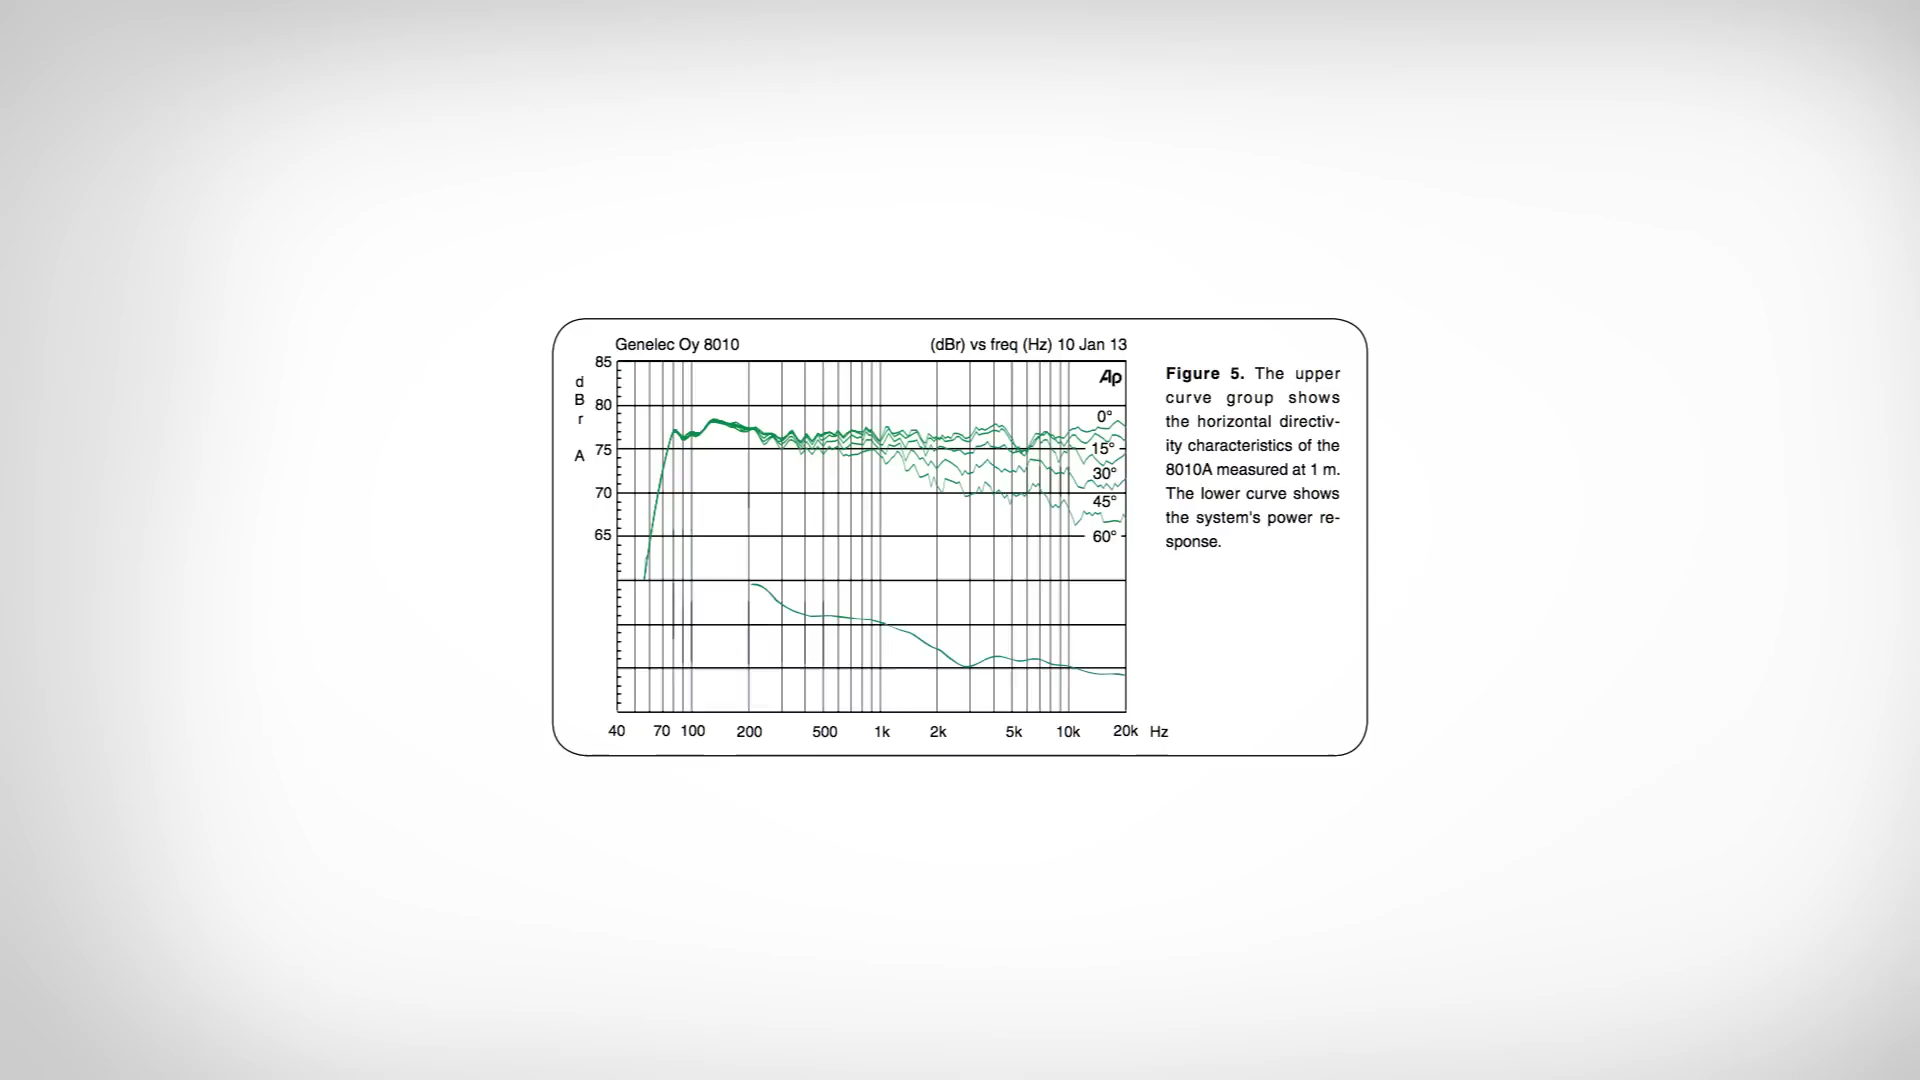 Genelec Oy 8010
(dBr) vs freq (Hz) 10 Jan 13
85
80
75
70
65
d
B
r
A
Ap
0°
15°
30°
45°
60°
40 70 100 200 500 1k 2k 5k 10k 20k Hz
Figure 5. The upper
curve group shows
the horizontal directiv-
ity characteristics of the
8010A measured at 1 m.
The lower curve shows
the system's power re-
sponse.